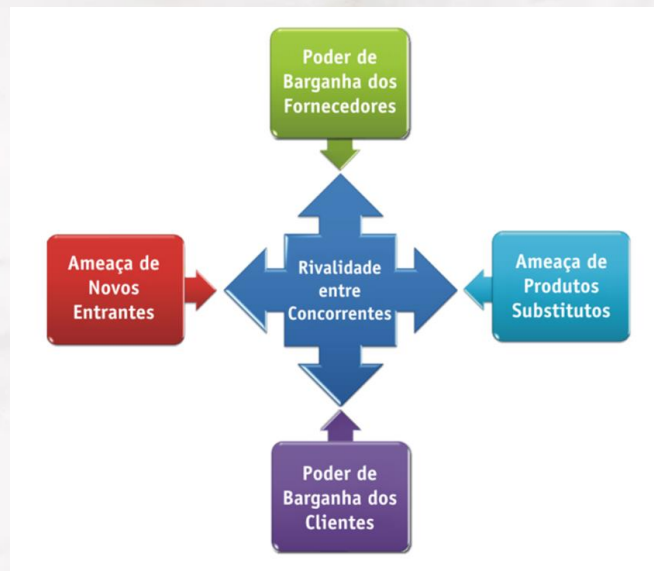 Poder de
Barganha dos
Fornecedores
Ameaça de
Novos
Entrantes
Rivalidade
entre
Concorrentes
Ameaça de
Produtos
Substitutos
Poder de
Barganha dos
Clientes